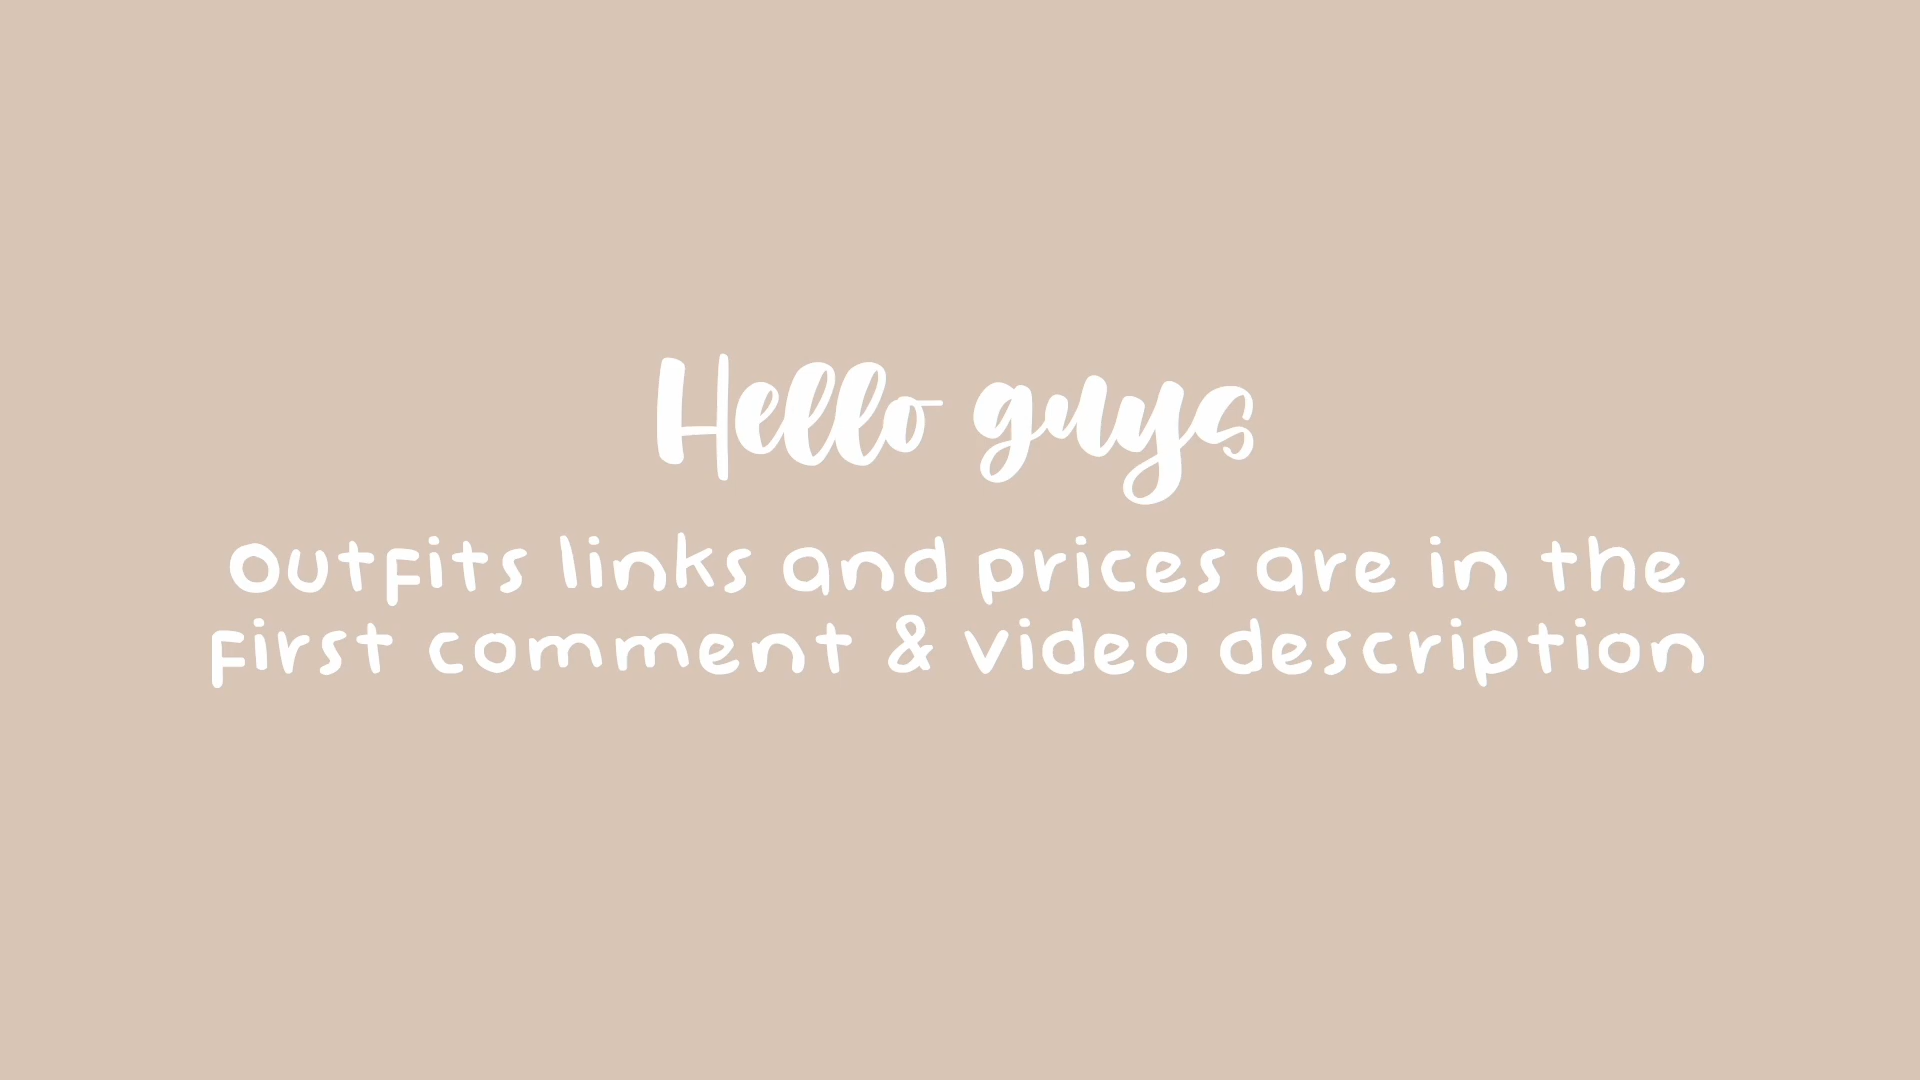 Hello guys
Outfits links and prices are in the
first comment & video description